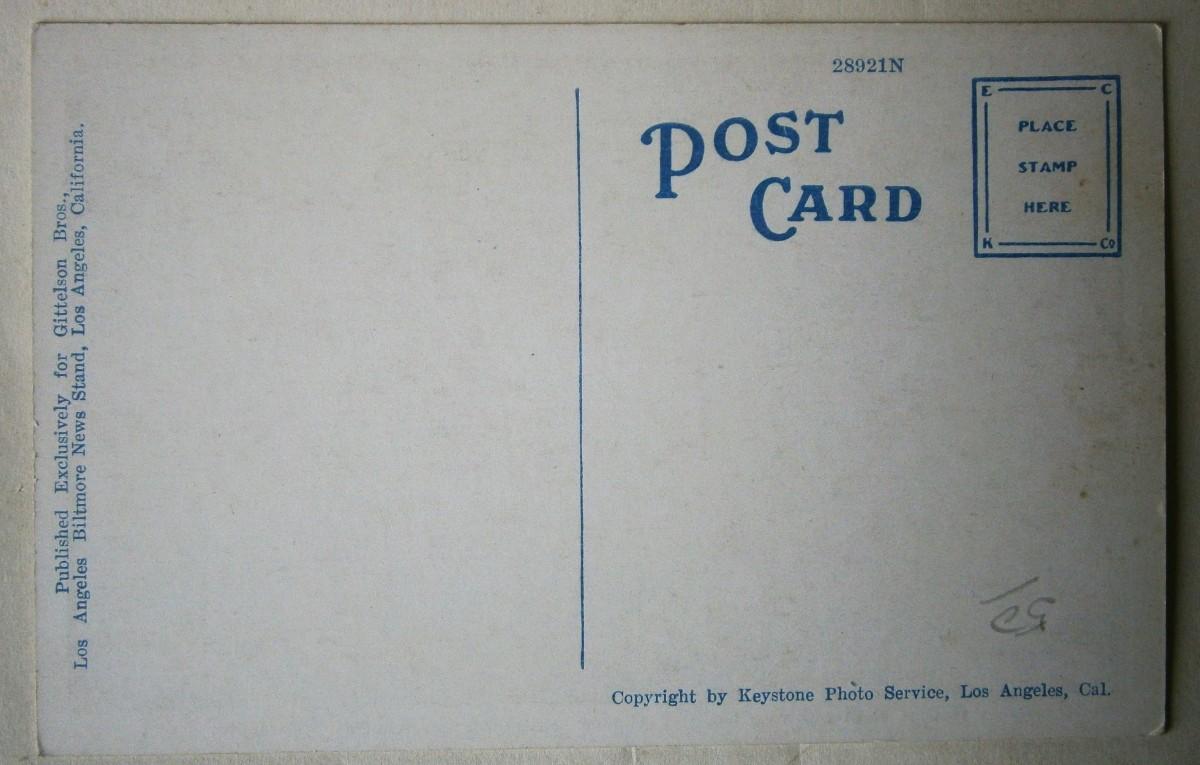 Published Exclusively for Gittelson Bros.,
Los Angeles Biltmore News Stand, Los Angeles, California.
28921N
POST
CARD
E C
PLACE
STAMP
HERE
K Co
Copyright by Keystone Photo Service, Los Angeles, Cal.